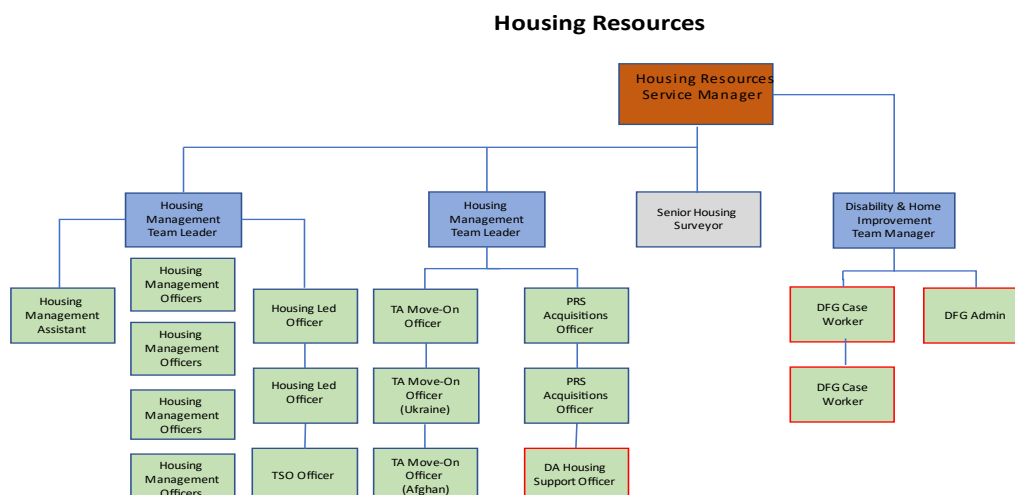 Housing Resources
Housing Resources
Service Manager
Housing
Management
Team Leader
Housing
Management
Team Leader
Senior Housing
Surveyor
Disability & Home
Improvement
Team Manager
Housing
Management
Assistant
Housing
Management
Officers
Housing
Management
Officers
Housing
Management
Officers
Housing
Management
Officers
Housing Led
Officer
Housing Led
Officer
TSO Officer
TA Move-On
Officer
TA Move-On
Officer
(Ukraine)
TA Move-On
Officer
(Afghan)
PRS
Acquisitions
Officer
PRS
Acquisitions
Officer
DA Housing
Support Officer
DFG Case
Worker
DFG Case
Worker
DFG Admin